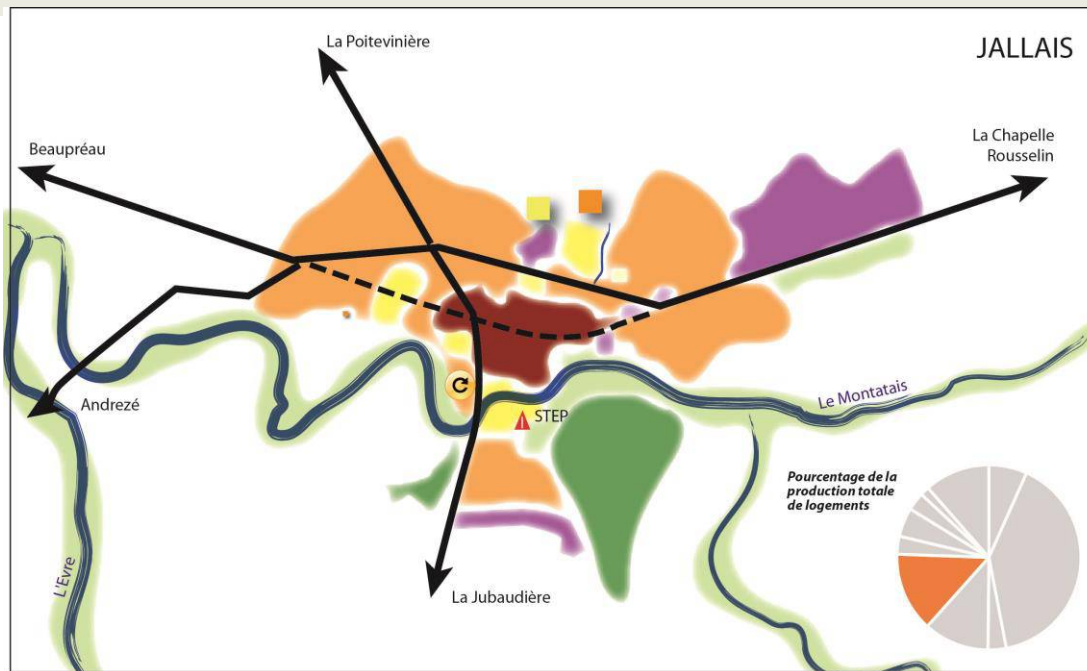 JALLAIS
La Poitevinière
Beaupréau
La Chapelle
Rousselin
Andrezé
STEP
Le Montatais
L'Evre
La Jubaudière
Pourcentage de la
production totale
de logements